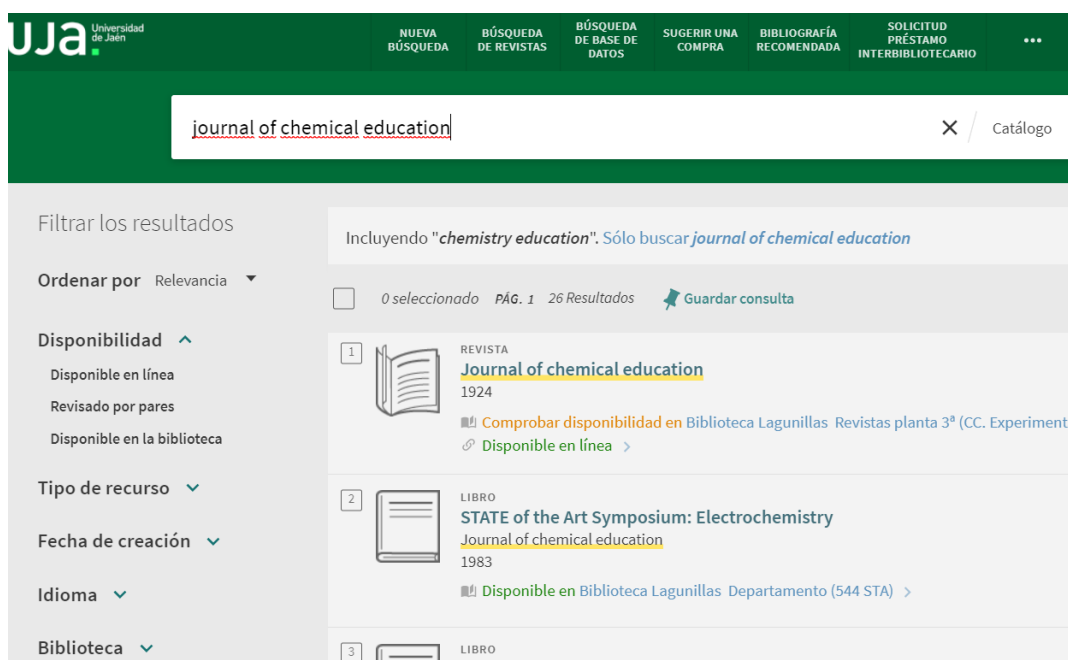 uja. Universidad de Jaén
NUEVA BÚSQUEDA
BÚSQUEDA DE REVISTAS
BÚSQUEDA DE BASE DE DATOS
SUGERIR UNA COMPRA
BIBLIOGRAFÍA RECOMENDADA
SOLICITUD PRÉSTAMO INTERBIBLIOTECARIO
journal of chemical education
Catálogo
Filtrar los resultados
Ordenar por Relevancia
Disponibilidad
Disponible en línea
Revisado por pares
Disponible en la biblioteca
Tipo de recurso
Fecha de creación
Idioma
Biblioteca
Incluyendo "chemistry education". Sólo buscar journal of chemical education
0 seleccionado PÁG. 1 26 Resultados Guardar consulta
1
REVISTA
Journal of chemical education
1924
Comprobar disponibilidad en Biblioteca Lagunillas Revistas planta 3ª (CC. Experiment
Disponible en línea
2
LIBRO
STATE of the Art Symposium: Electrochemistry
Journal of chemical education
1983
Disponible en Biblioteca Lagunillas Departamento (544 STA)
3
LIBRO